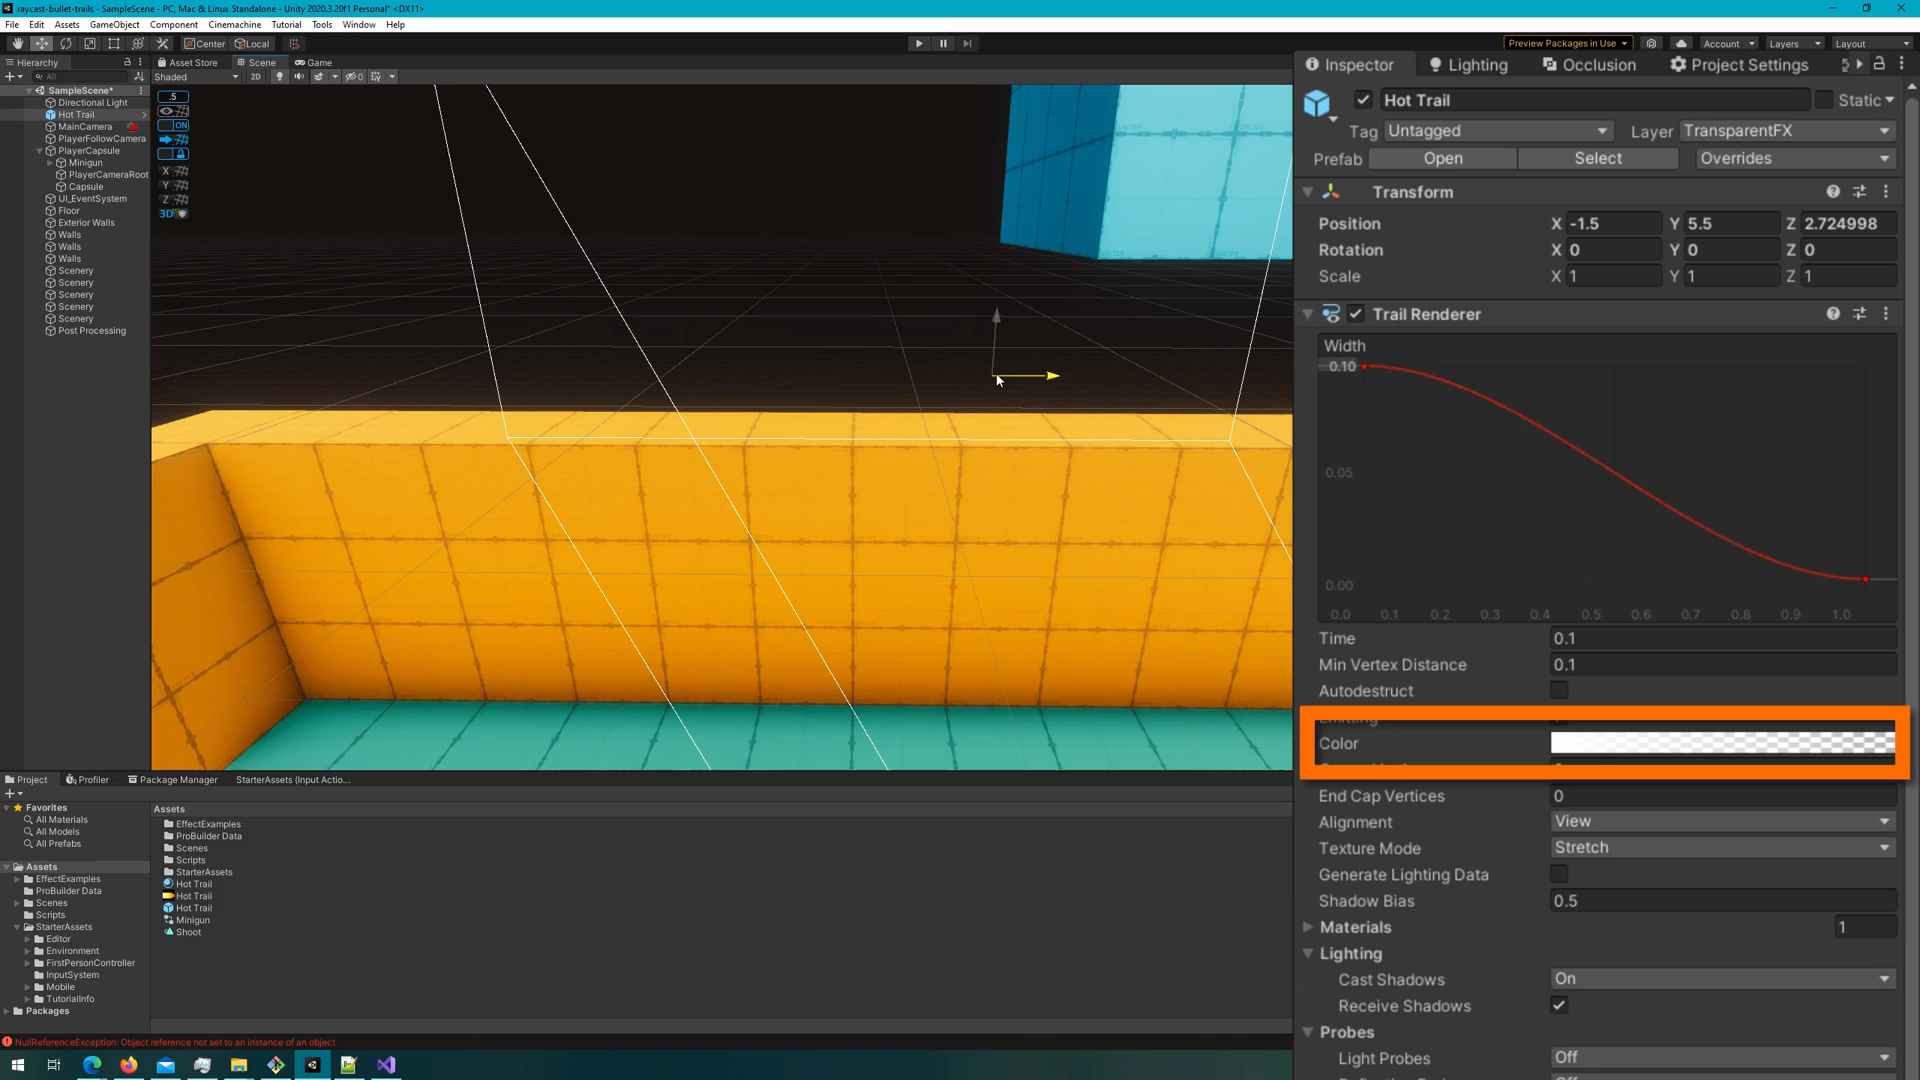 raycast-bullet-trails - SampleScene - PC, Mac & Linux Standalone - Unity 2020.3.20f1 Personal* <DX11>
File Edit Assets GameObject Component Cinemachine Tutorial Tools Window Help
Center Local
Preview Packages in Use Account Layers Layout
Hierarchy
All
SampleScene*
Directional Light
Hot Trail
MainCamera
PlayerFollowCamera
PlayerCapsule
Minigun
PlayerCameraRoot
Capsule
UI_EventSystem
Floor
Exterior Walls
Walls
Walls
Walls
Scenery
Scenery
Scenery
Scenery
Scenery
Post Processing
Asset Store Scene Game
Shaded 2D 0
.5
ON
X
Y
Z
3D
Inspector Lighting Occlusion Project Settings
Hot Trail Static
Tag Untagged Layer TransparentFX
Prefab Open Select Overrides
Transform
Position X -1.5 Y 5.5 Z 2.724998
Rotation X 0 Y 0 Z 0
Scale X 1 Y 1 Z 1
Trail Renderer
Width
0.10
0.05
0.00
0.0 0.1 0.2 0.3 0.4 0.5 0.6 0.7 0.8 0.9 1.0
Time 0.1
Min Vertex Distance 0.1
Autodestruct
Emitting
Color
End Cap Vertices 0
Alignment View
Texture Mode Stretch
Generate Lighting Data
Shadow Bias 0.5
Materials 1
Lighting
Cast Shadows On
Receive Shadows
Probes
Light Probes Off
Project Profiler Package Manager StarterAssets (Input Actio...
Favorites
All Materials
All Models
All Prefabs
Assets
EffectExamples
ProBuilder Data
Scenes
Scripts
StarterAssets
Editor
Environment
FirstPersonController
InputSystem
Mobile
TutorialInfo
Packages
Assets
EffectExamples
ProBuilder Data
Scenes
Scripts
StarterAssets
Hot Trail
Hot Trail
Hot Trail
Minigun
Shoot
NullReferenceException: Object reference not set to an instance of an object